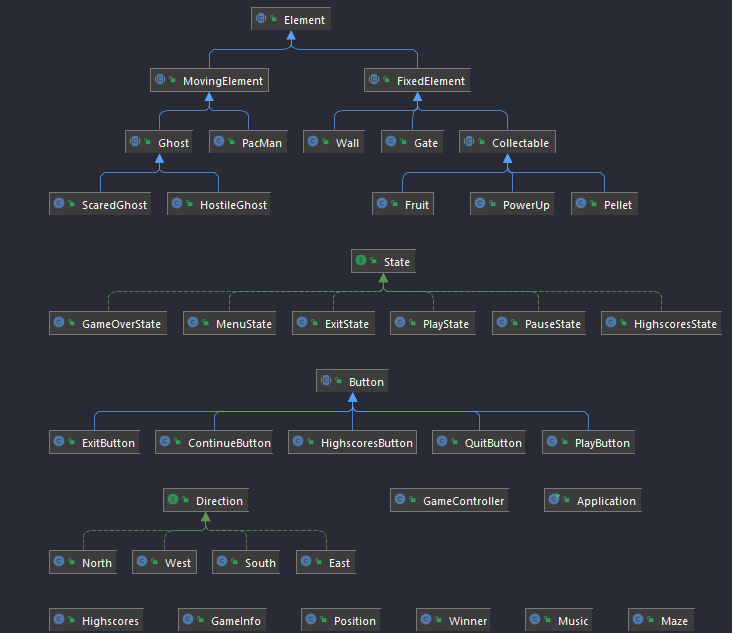 Element
MovingElement FixedElement
Ghost PacMan Wall Gate Collectable
ScaredGhost HostileGhost Fruit PowerUp Pellet
State
GameOverState MenuState ExitState PlayState PauseState HighscoresState
Button
ExitButton ContinueButton HighscoresButton QuitButton PlayButton
Direction GameController Application
North West South East
Highscores GameInfo Position Winner Music Maze